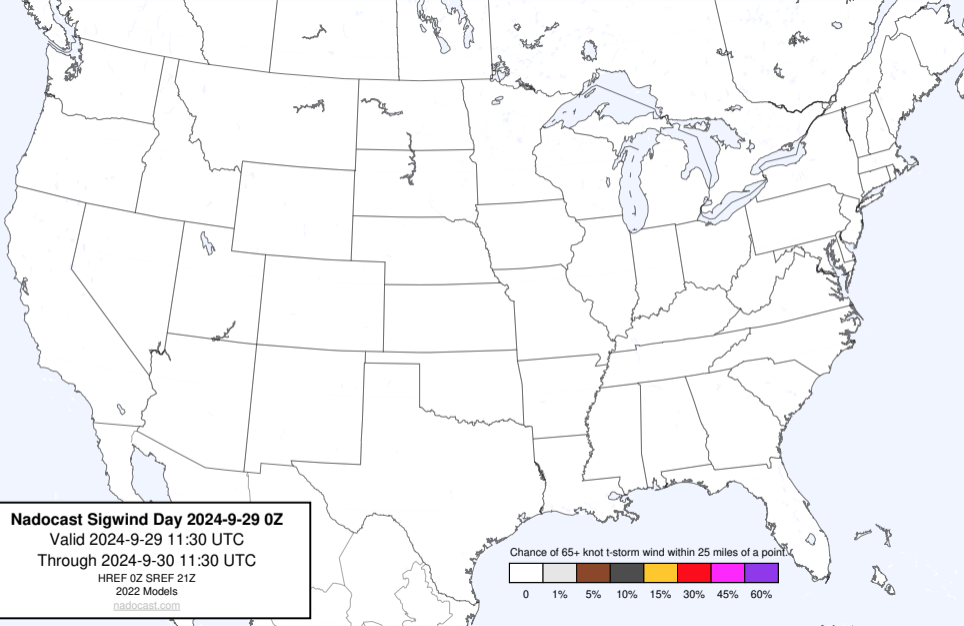 Nadocast Sigwind Day 2024-9-29 0Z
Valid 2024-9-29 11:30 UTC
Through 2024-9-30 11:30 UTC
HREF 0Z SREF 21Z
2022 Models
nadocast.com
Chance of 65+ knot t-storm wind within 25 miles of a point.
0 1% 5% 10% 15% 30% 45% 60%